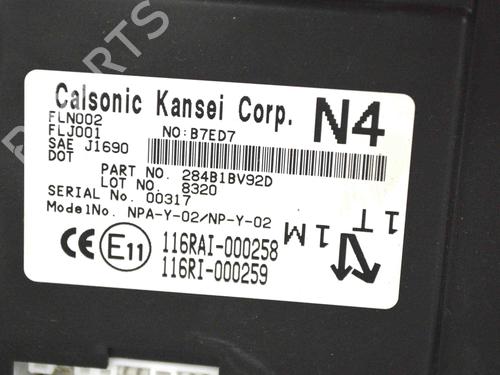 Calsonic Kansei Corp. N4
FLN002
FLJ001 NO:B7ED7
SAE J1690
DOT
PART NO. 284B1BV92D
LOT NO. 8320
SERIAL No. 00317
ModelNo. NPA-Y-02/NP-Y-02
1M 1T
CE E11 116RAI-000258
116RI-000259